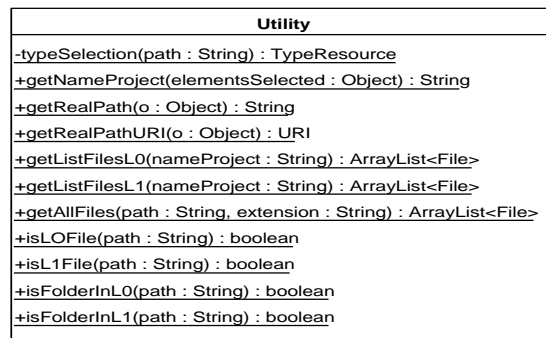 Utility
-typeSelection(path : String) : TypeResource
+getNameProject(elementsSelected : Object) : String
+getRealPath(o : Object) : String
+getRealPathURI(o : Object) : URI
+getListFilesL0(nameProject : String) : ArrayList<File>
+getListFilesL1(nameProject : String) : ArrayList<File>
+getAllFiles(path : String, extension : String) : ArrayList<File>
+isLOFile(path : String) : boolean
+isL1File(path : String) : boolean
+isFolderInL0(path : String) : boolean
+isFolderInL1(path : String) : boolean